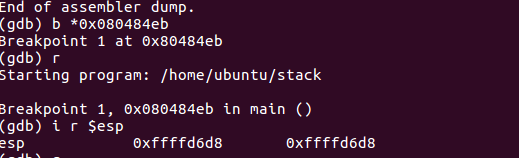 End of assembler dump.
(gdb) b *0x080484eb
Breakpoint 1 at 0x80484eb
(gdb) r
Starting program: /home/ubuntu/stack

Breakpoint 1, 0x080484eb in main ()
(gdb) i r $esp
esp            0xffffd6d8       0xffffd6d8
(gdb)